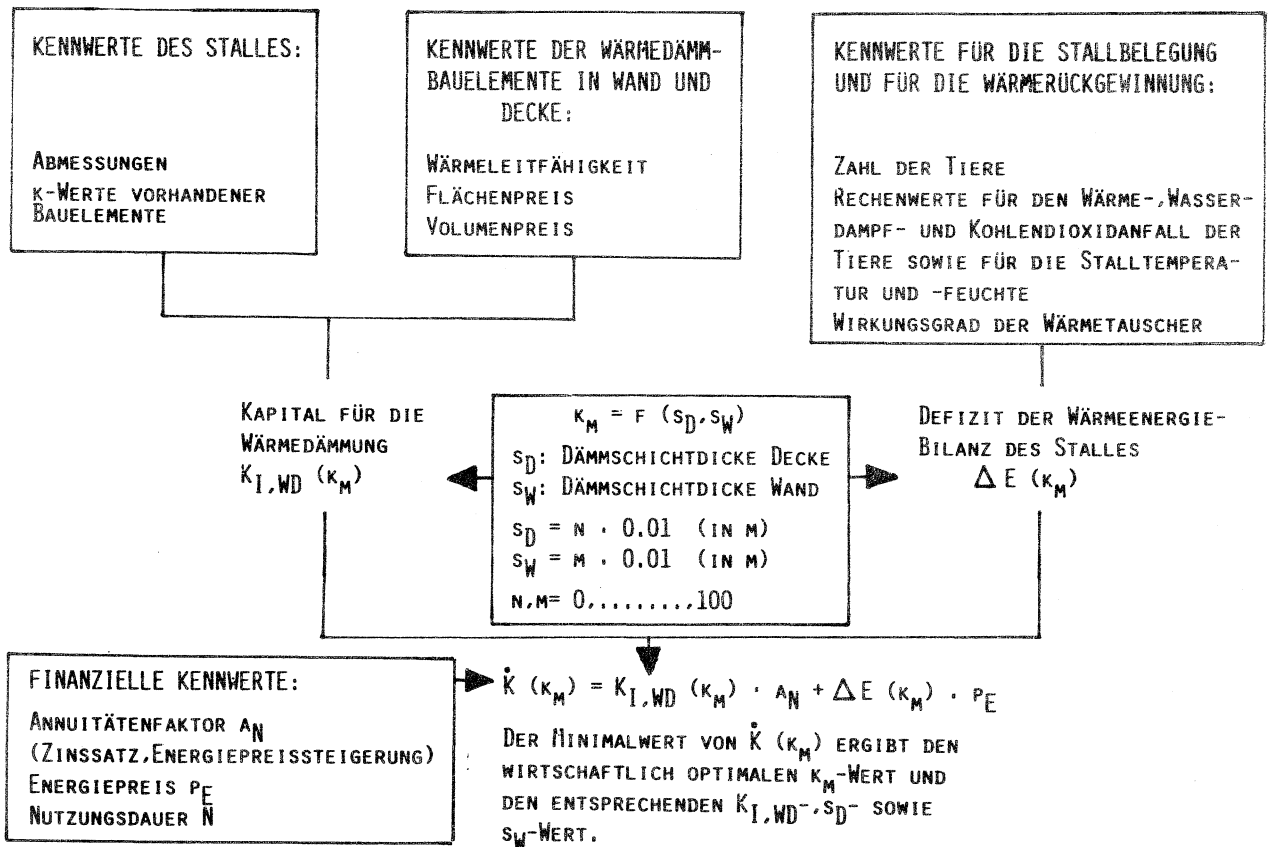 KENNWERTE DES STALLES:
ABMESSUNGEN
K-WERTE VORHANDENER
BAUELEMENTE
KENNWERTE DER WÄRMEDÄMM-
BAUELEMENTE IN WAND UND
DECKE:
WÄRMELEITFÄHIGKEIT
FLÄCHENPREIS
VOLUMENPREIS
KENNWERTE FÜR DIE STALLBELEGUNG
UND FÜR DIE WÄRMERÜCKGEWINNUNG:
ZAHL DER TIERE
RECHENWERTE FÜR DEN WÄRME-,WASSER-
DAMPF- UND KOHLENDIOXIDANFALL DER
TIERE SOWIE FÜR DIE STALLTEMPERA-
TUR UND -FEUCHTE
WIRKUNGSGRAD DER WÄRMETAUSCHER
KAPITAL FÜR DIE
WÄRMEDÄMMUNG
K_I,WD (K_M)
K_M = F (S_D,S_W)
S_D: DÄMMSCHICHTDICKE DECKE
S_W: DÄMMSCHICHTDICKE WAND
S_D = N · 0.01 (IN M)
S_W = M · 0.01 (IN M)
N,M= 0,........,100
DEFIZIT DER WÄRMEENERGIE-
BILANZ DES STALLES
Δ E (K_M)
FINANZIELLE KENNWERTE:
ANNUITÄTENFAKTOR A_N
(ZINSSATZ,ENERGIEPREISSTEIGERUNG)
ENERGIEPREIS P_E
NUTZUNGSDAUER N
K̇ (K_M) = K_I,WD (K_M) · A_N + Δ E (K_M) · P_E
DER MINIMALWERT VON K̇ (K_M) ERGIBT DEN
WIRTSCHAFTLICH OPTIMALEN K_M-WERT UND
DEN ENTSPRECHENDEN K_I,WD-,S_D- SOWIE
S_W-WERT.